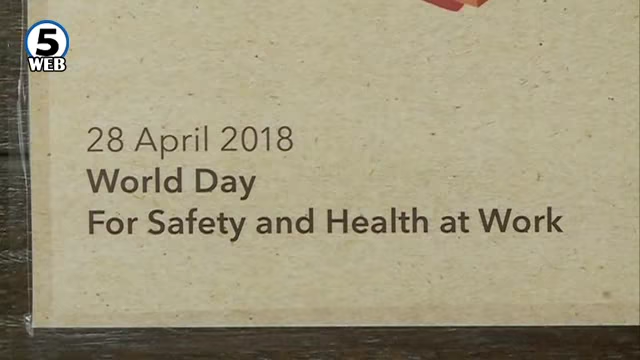 5
WEB
28 April 2018
World Day
For Safety and Health at Work